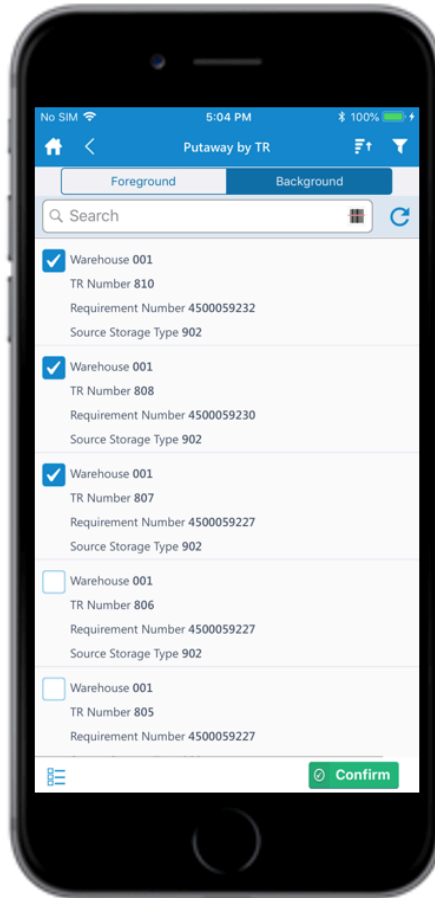 No SIM 5:04 PM 100%
Putaway by TR
Foreground Background
Search
Warehouse 001
TR Number 810
Requirement Number 4500059232
Source Storage Type 902
Warehouse 001
TR Number 808
Requirement Number 4500059230
Source Storage Type 902
Warehouse 001
TR Number 807
Requirement Number 4500059227
Source Storage Type 902
Warehouse 001
TR Number 806
Requirement Number 4500059227
Source Storage Type 902
Warehouse 001
TR Number 805
Requirement Number 4500059227
Confirm